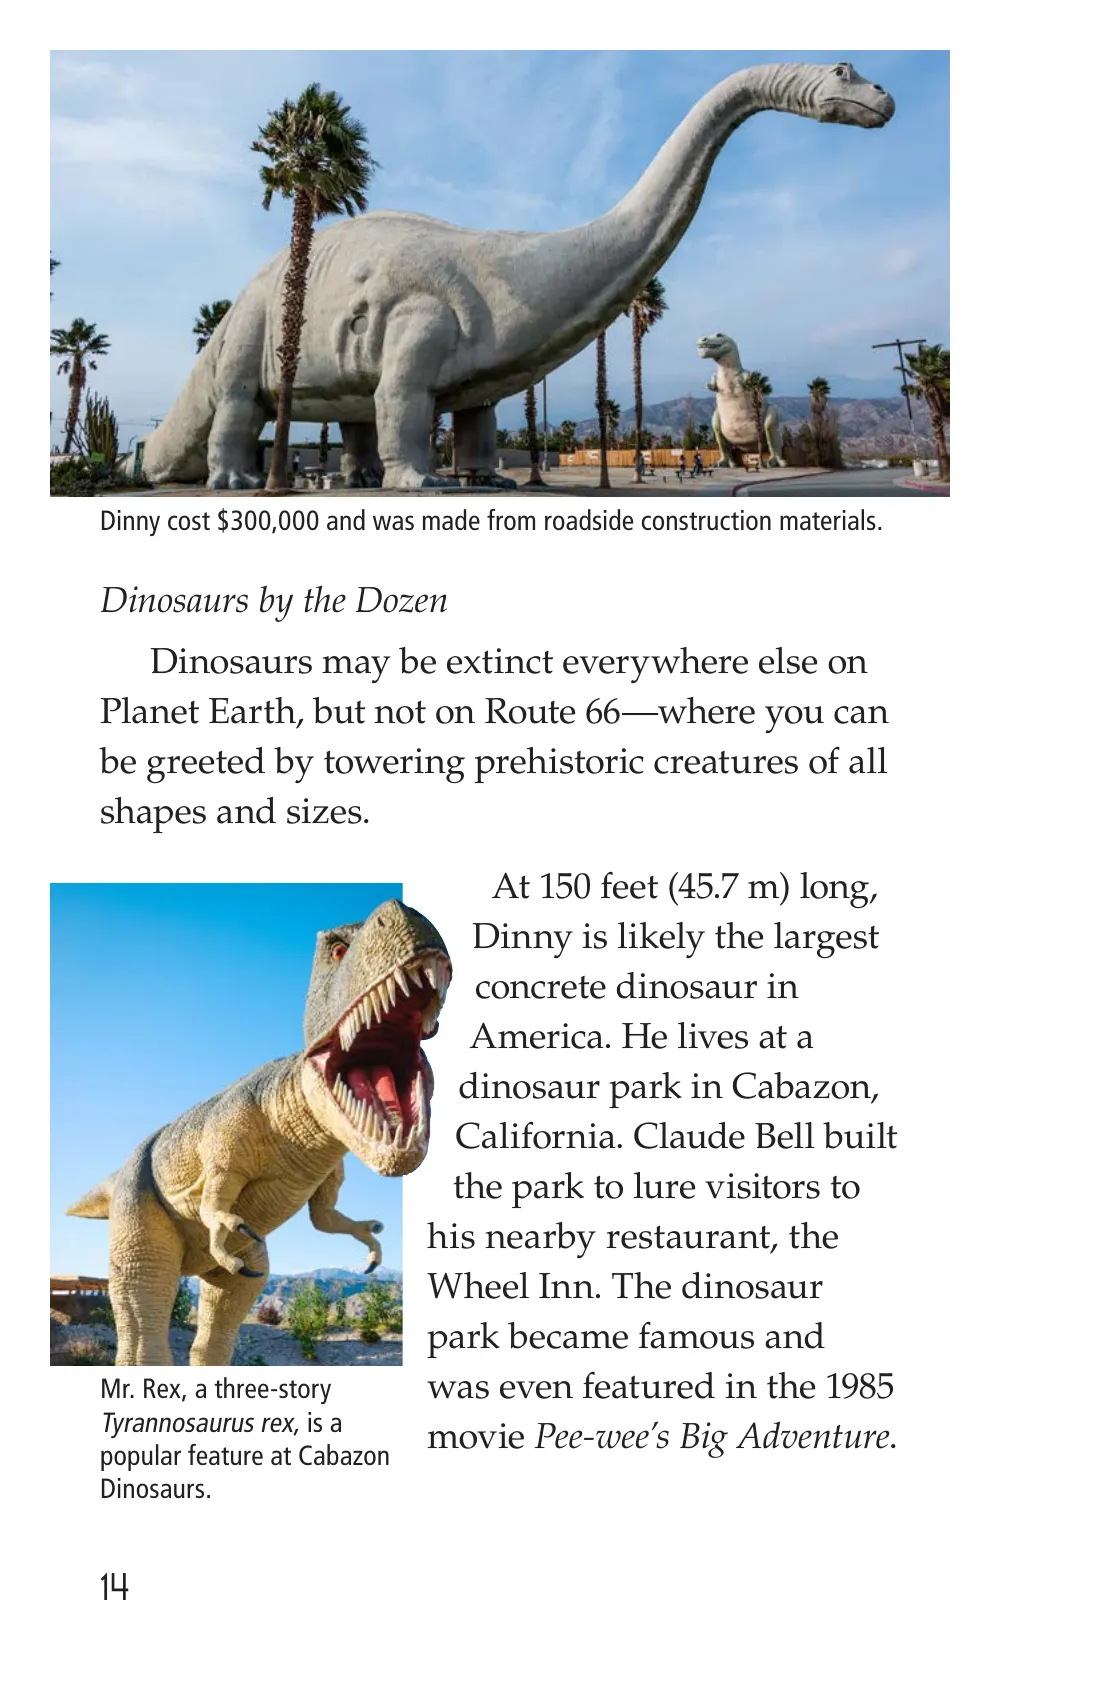 Dinny cost $300,000 and was made from roadside construction materials.
Dinosaurs by the Dozen
Dinosaurs may be extinct everywhere else on
Planet Earth, but not on Route 66—where you can
be greeted by towering prehistoric creatures of all
shapes and sizes.
At 150 feet (45.7 m) long,
Dinny is likely the largest
concrete dinosaur in
America. He lives at a
dinosaur park in Cabazon,
California. Claude Bell built
the park to lure visitors to
his nearby restaurant, the
Wheel Inn. The dinosaur
park became famous and
was even featured in the 1985
movie Pee-wee’s Big Adventure.
Mr. Rex, a three-story
Tyrannosaurus rex, is a
popular feature at Cabazon
Dinosaurs.
14